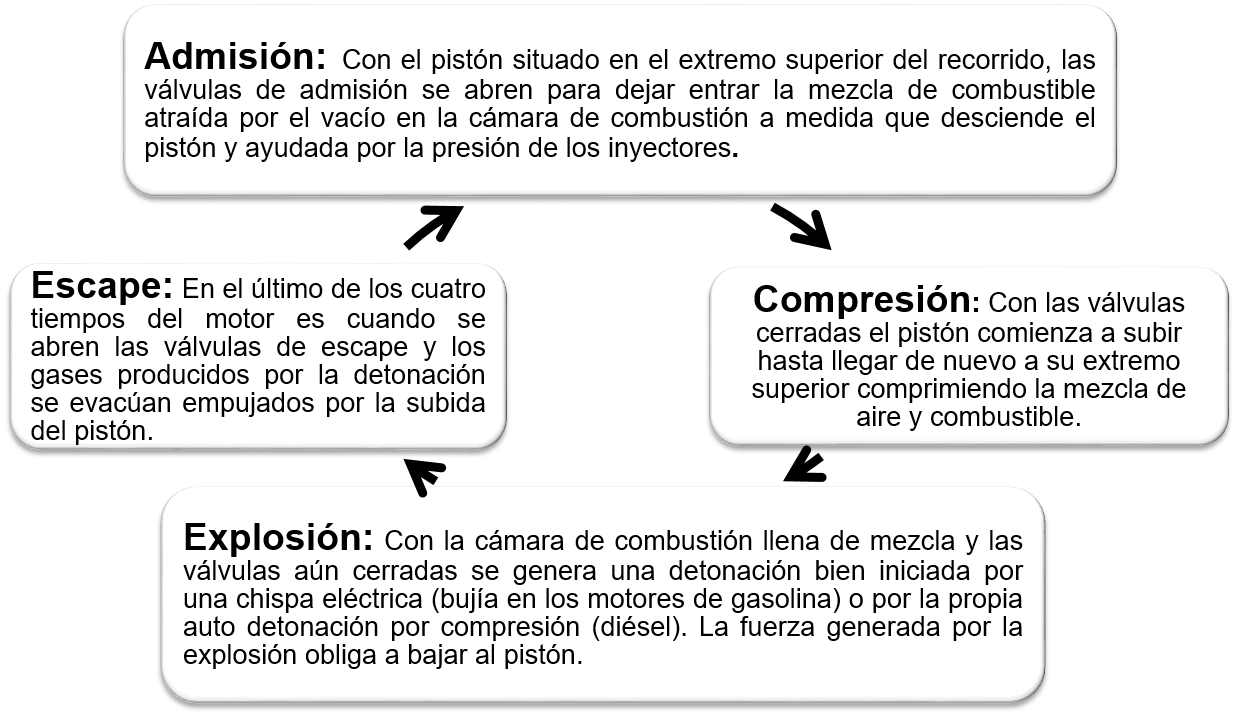 Admisión: Con el pistón situado en el extremo superior del recorrido, las
válvulas de admisión se abren para dejar entrar la mezcla de combustible
atraída por el vacío en la cámara de combustión a medida que desciende el
pistón y ayudada por la presión de los inyectores.
Escape: En el último de los cuatro
tiempos del motor es cuando se
abren las válvulas de escape y los
gases producidos por la detonación
se evacúan empujados por la subida
del pistón.
Compresión: Con las válvulas
cerradas el pistón comienza a subir
hasta llegar de nuevo a su extremo
superior comprimiendo la mezcla de
aire y combustible.
Explosión: Con la cámara de combustión llena de mezcla y las
válvulas aún cerradas se genera una detonación bien iniciada por
una chispa eléctrica (bujía en los motores de gasolina) o por la propia
auto detonación por compresión (diésel). La fuerza generada por la
explosión obliga a bajar al pistón.